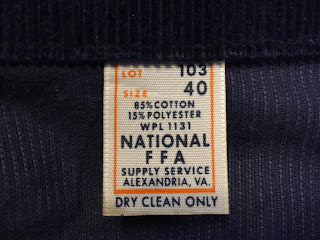 LOT 103
SIZE 40
85% COTTON
15% POLYESTER
WPL 1131
NATIONAL
FFA
SUPPLY SERVICE
ALEXANDRIA, VA.
DRY CLEAN ONLY